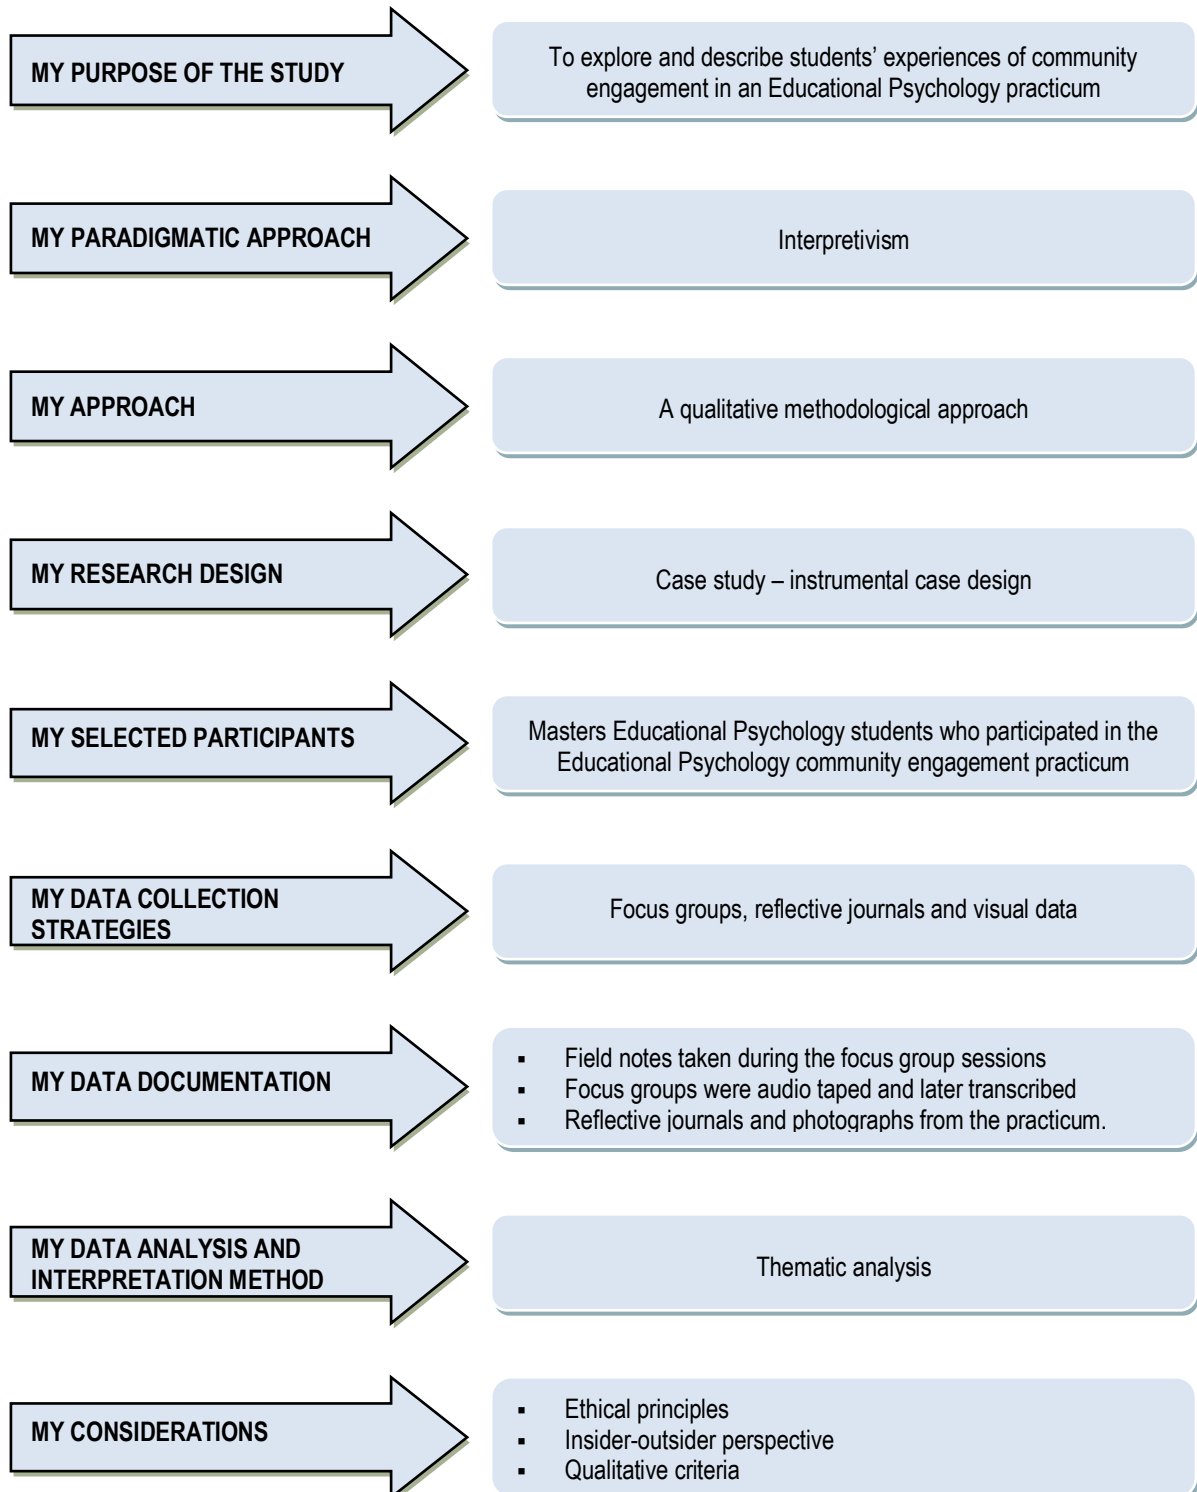 MY PURPOSE OF THE STUDY
To explore and describe students’ experiences of community
engagement in an Educational Psychology practicum
MY PARADIGMATIC APPROACH
Interpretivism
MY APPROACH
A qualitative methodological approach
MY RESEARCH DESIGN
Case study – instrumental case design
MY SELECTED PARTICIPANTS
Masters Educational Psychology students who participated in the
Educational Psychology community engagement practicum
MY DATA COLLECTION
STRATEGIES
Focus groups, reflective journals and visual data
MY DATA DOCUMENTATION
▪ Field notes taken during the focus group sessions
▪ Focus groups were audio taped and later transcribed
▪ Reflective journals and photographs from the practicum.
MY DATA ANALYSIS AND
INTERPRETATION METHOD
Thematic analysis
MY CONSIDERATIONS
▪ Ethical principles
▪ Insider-outsider perspective
▪ Qualitative criteria